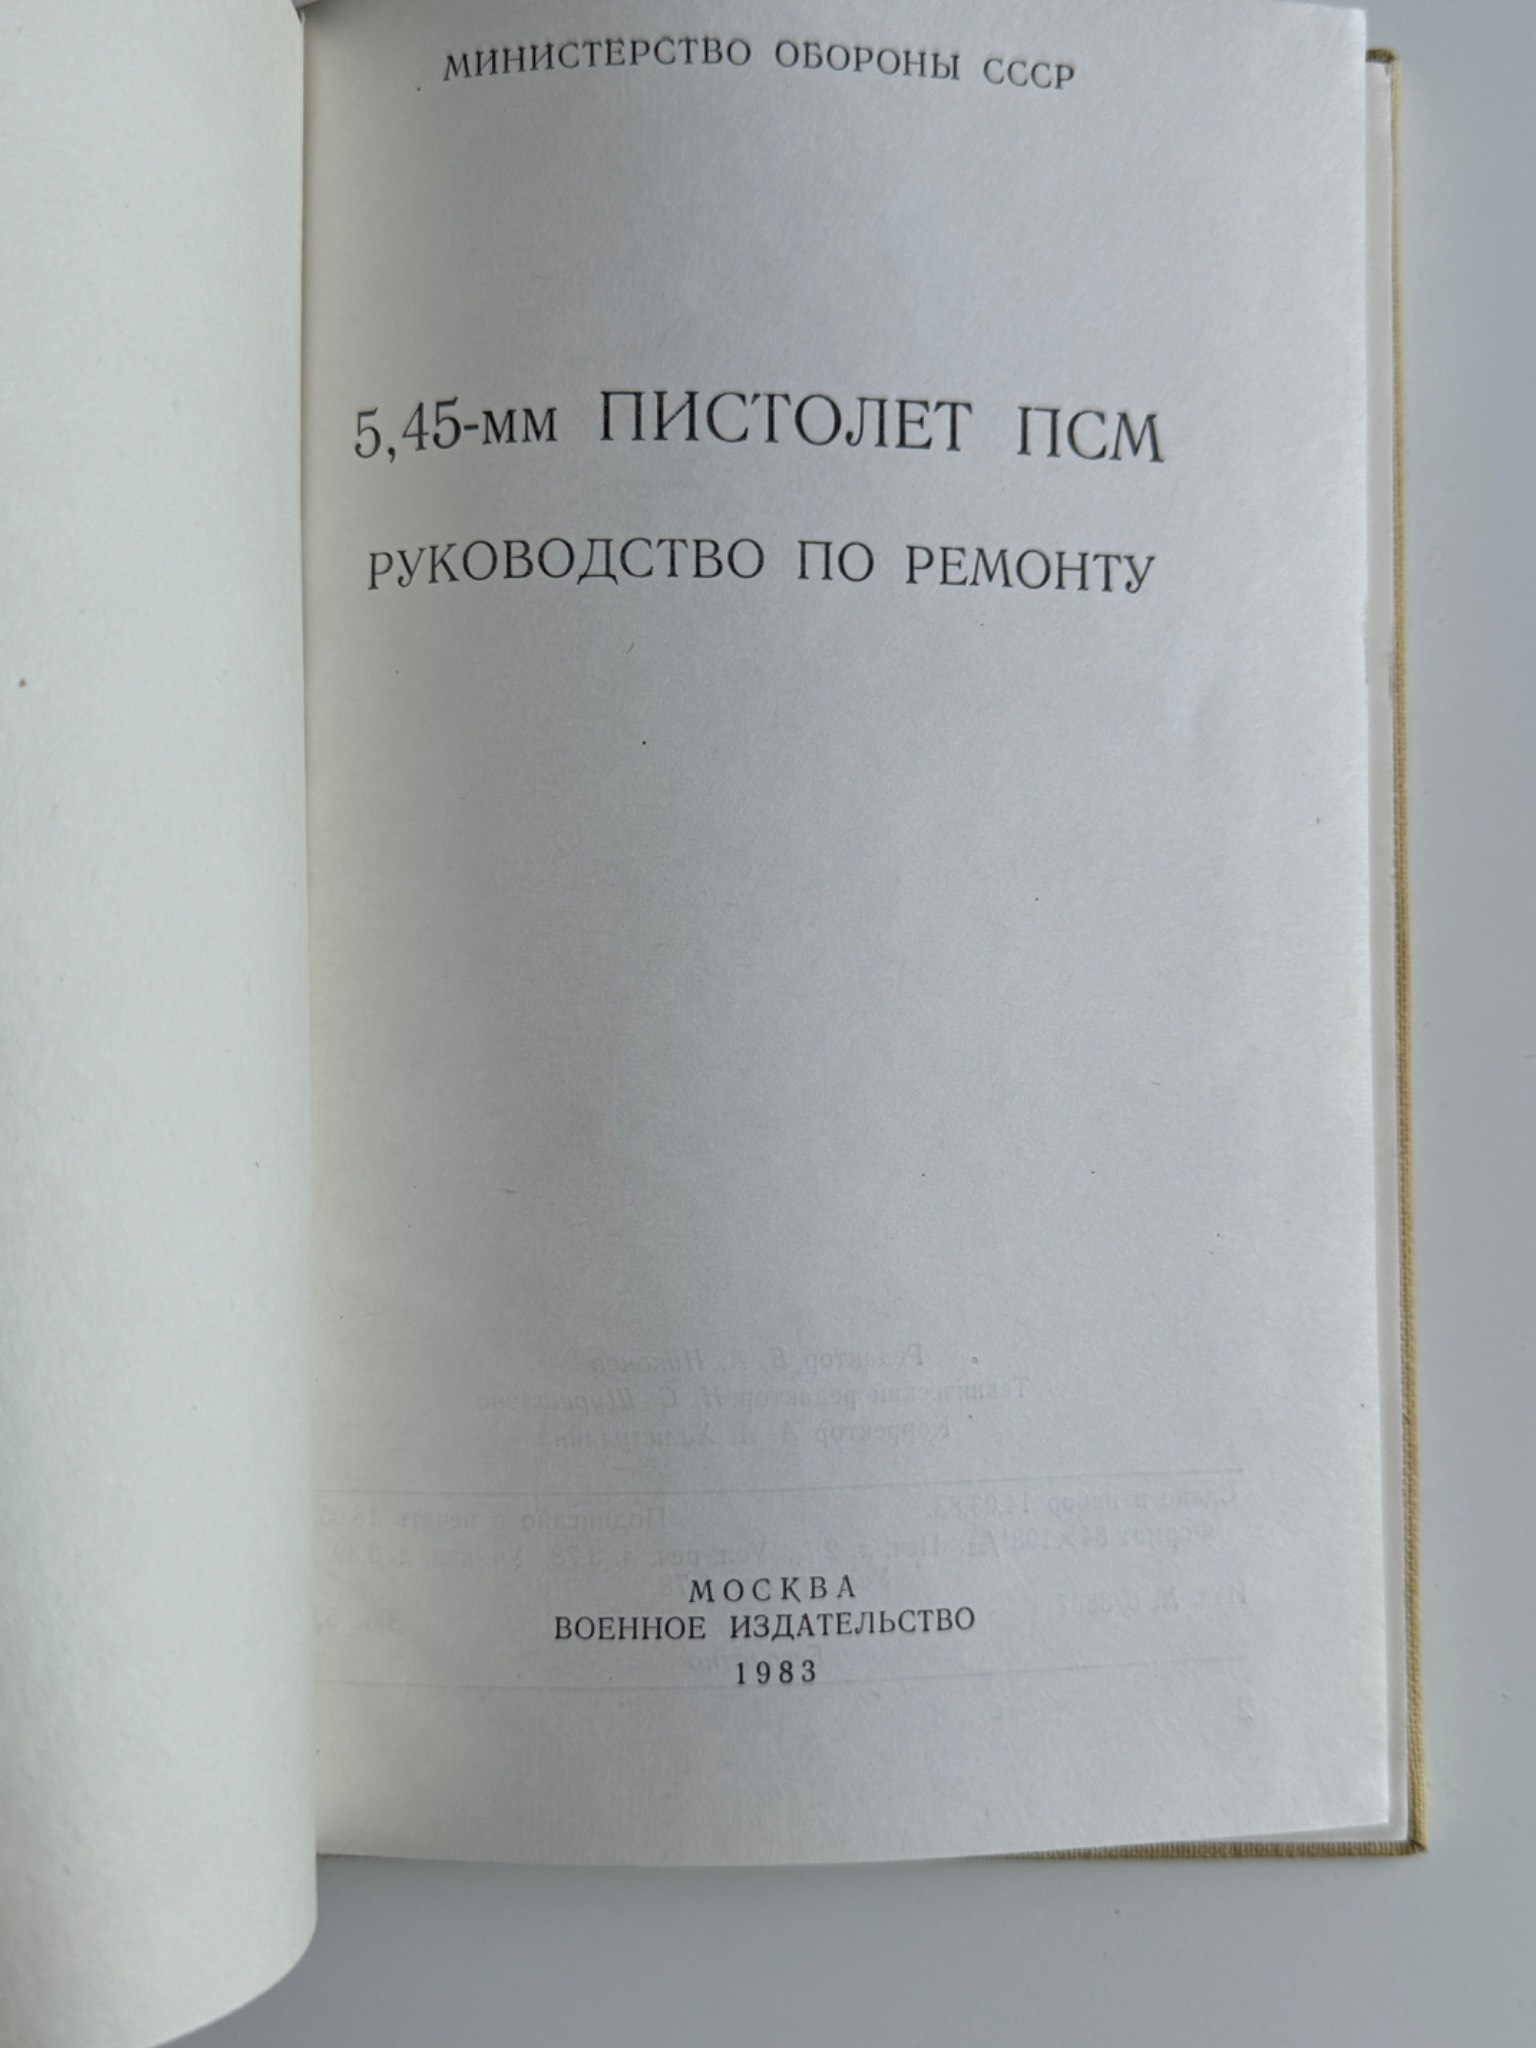 МИНИСТЕРСТВО ОБОРОНЫ СССР
5,45-мм ПИСТОЛЕТ ПСМ
РУКОВОДСТВО ПО РЕМОНТУ
МОСКВА
ВОЕННОЕ ИЗДАТЕЛЬСТВО
1983